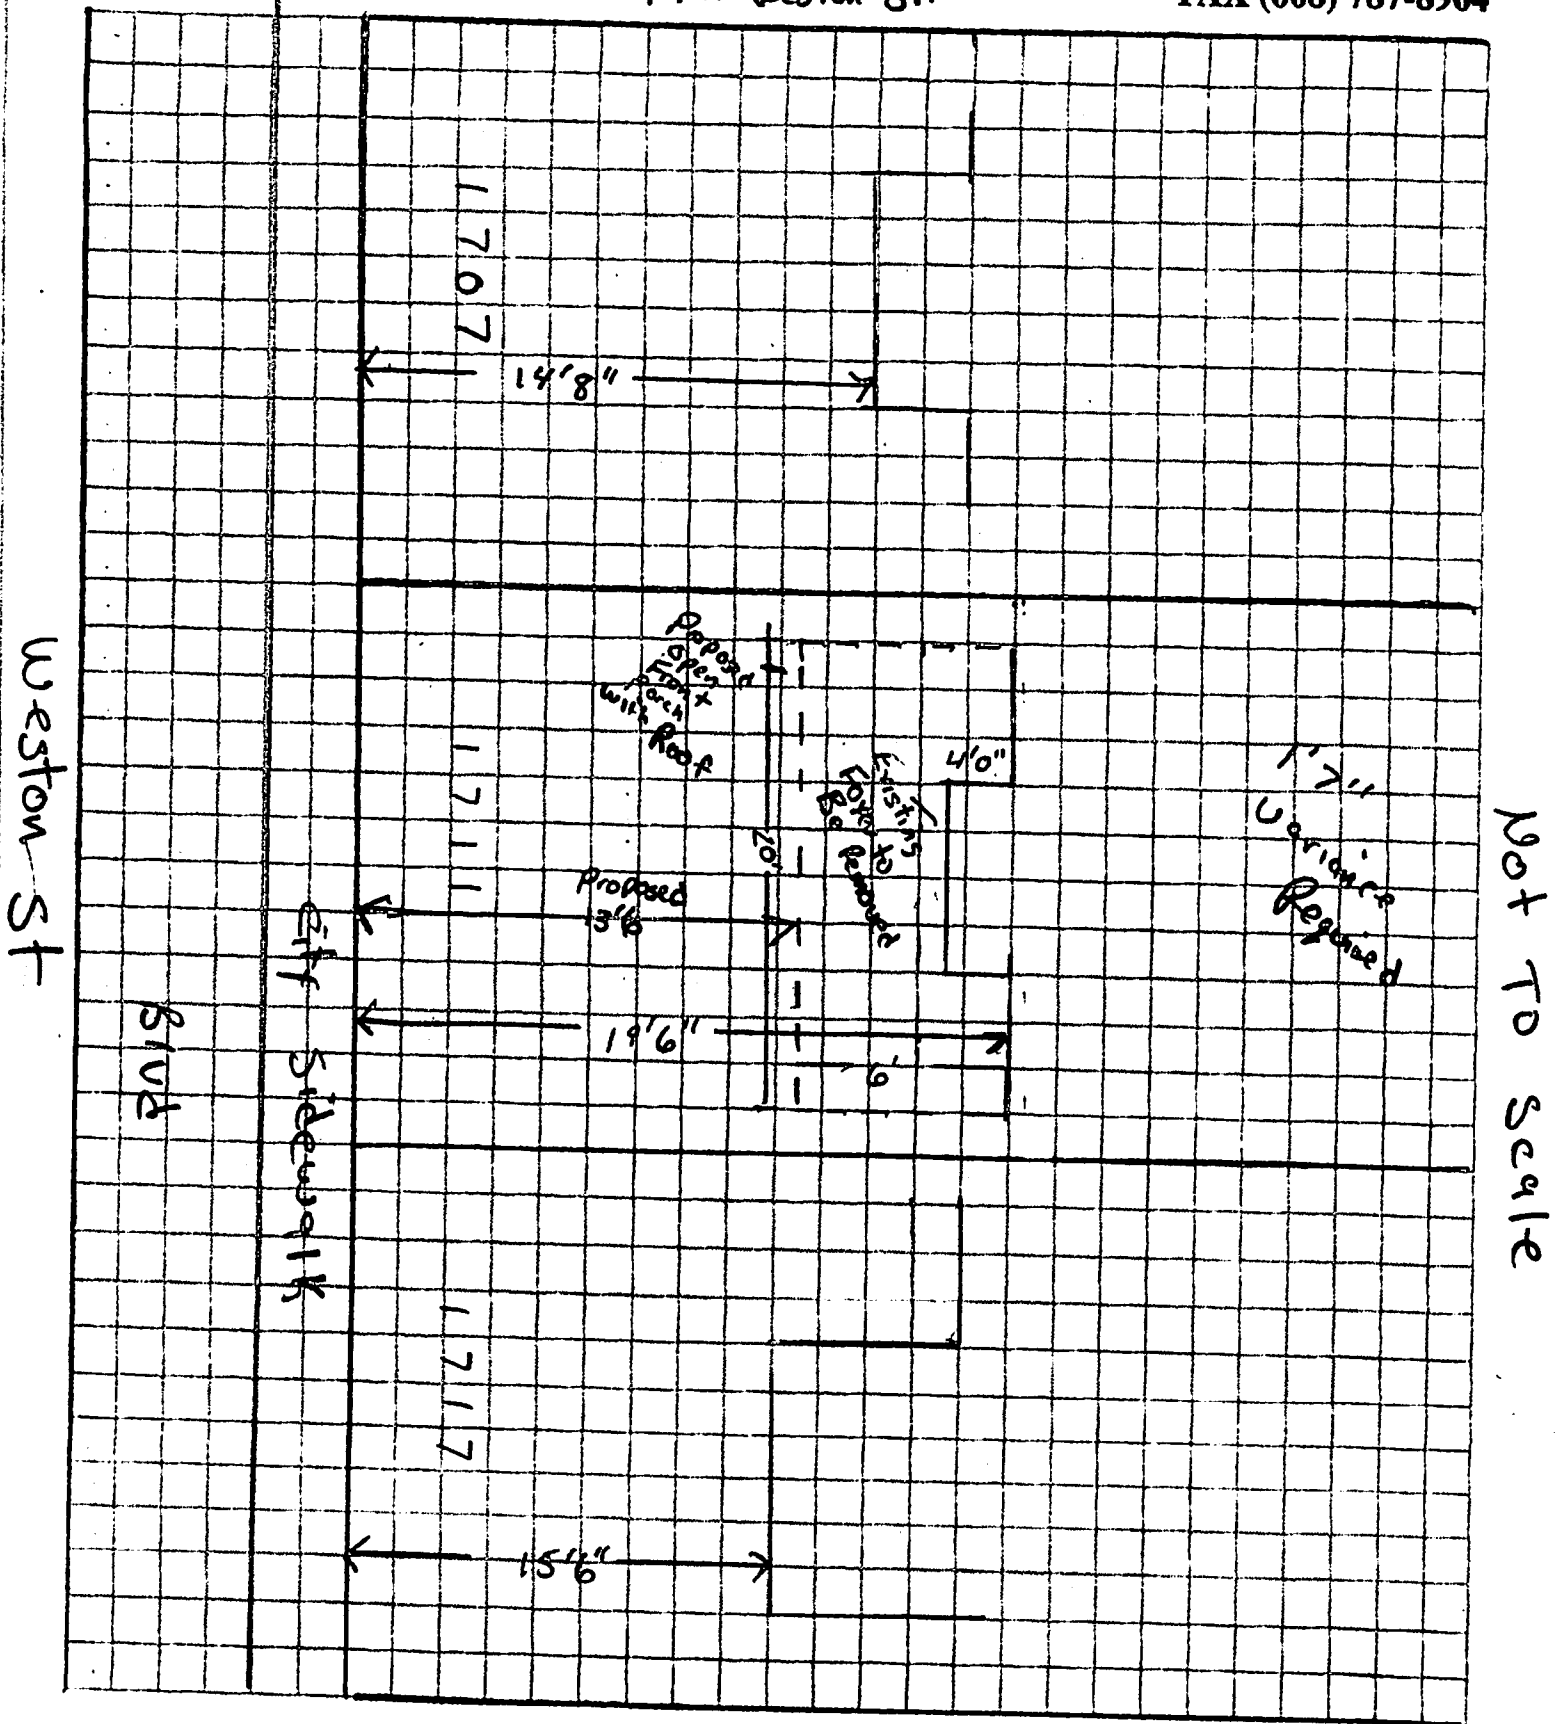 FAX (608) 787-8904
Not To Scale
1'7"
Variance
Required
1707
14'8"
Proposed
open
Front
Porch
with Roof
20'
Existing
Foyer to
Be Removed
4'0"
1711
Proposed
13'6
19'6"
6'
1717
15'6"
City Sidewalk
Blvd
Weston St